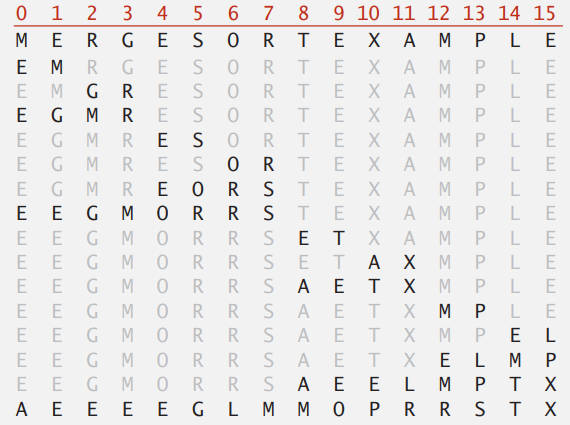 0 1 2 3 4 5 6 7 8 9 10 11 12 13 14 15
M E R G E S O R T E X A M P L E
E M R G E S O R T E X A M P L E
E M G R E S O R T E X A M P L E
E G M R E S O R T E X A M P L E
E G M R E S O R T E X A M P L E
E G M R E S O R T E X A M P L E
E G M R E O R S T E X A M P L E
E E G M O R R S T E X A M P L E
E E G M O R R S E T X A M P L E
E E G M O R R S E T A X M P L E
E E G M O R R S A E T X M P L E
E E G M O R R S A E T X M P L E
E E G M O R R S A E T X M P E L
E E G M O R R S A E T X E L M P
E E G M O R R S A E E L M P T X
A E E E E G L M M O P R R S T X